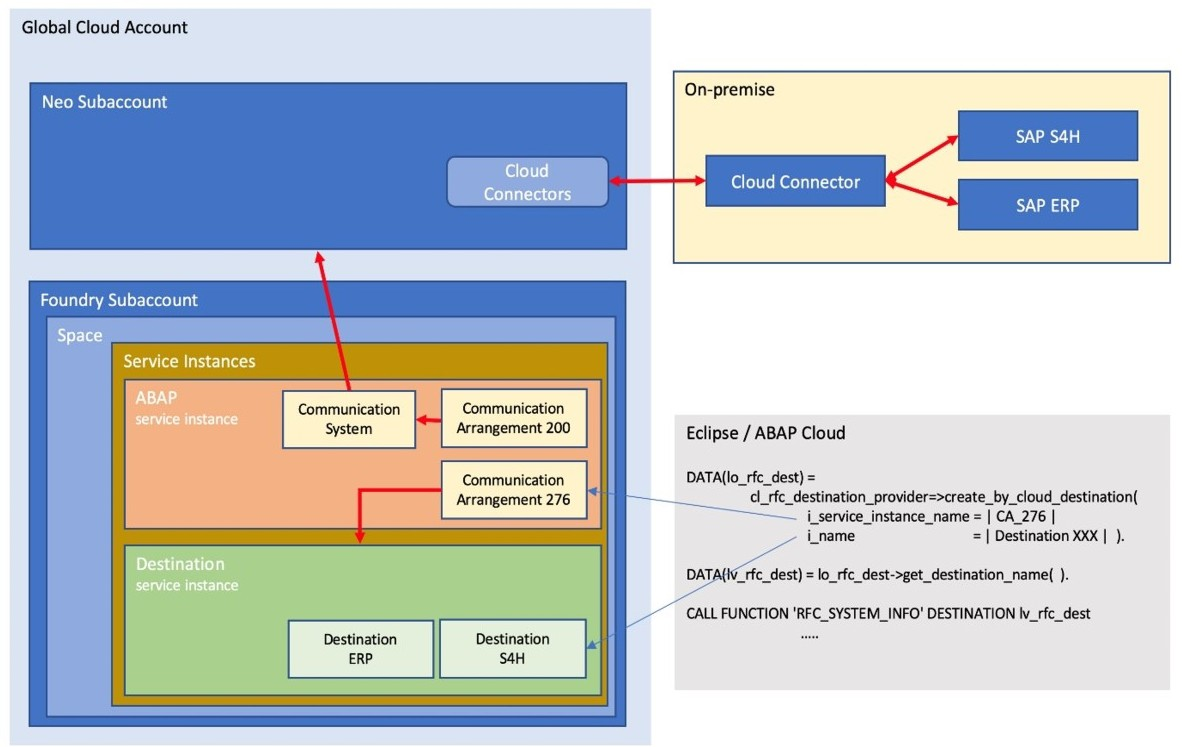 Global Cloud Account
Neo Subaccount
Cloud
Connectors
On-premise
Cloud Connector
SAP S4H
SAP ERP
Foundry Subaccount
Space
Service Instances
ABAP
service instance
Communication
System
Communication
Arrangement 200
Communication
Arrangement 276
Destination
service instance
Destination
ERP
Destination
S4H
Eclipse / ABAP Cloud
DATA(lo_rfc_dest) =
cl_rfc_destination_provider=>create_by_cloud_destination(
i_service_instance_name = | CA_276 |
i_name = | Destination XXX | ).
DATA(lv_rfc_dest) = lo_rfc_dest->get_destination_name( ).
CALL FUNCTION 'RFC_SYSTEM_INFO' DESTINATION lv_rfc_dest
.....